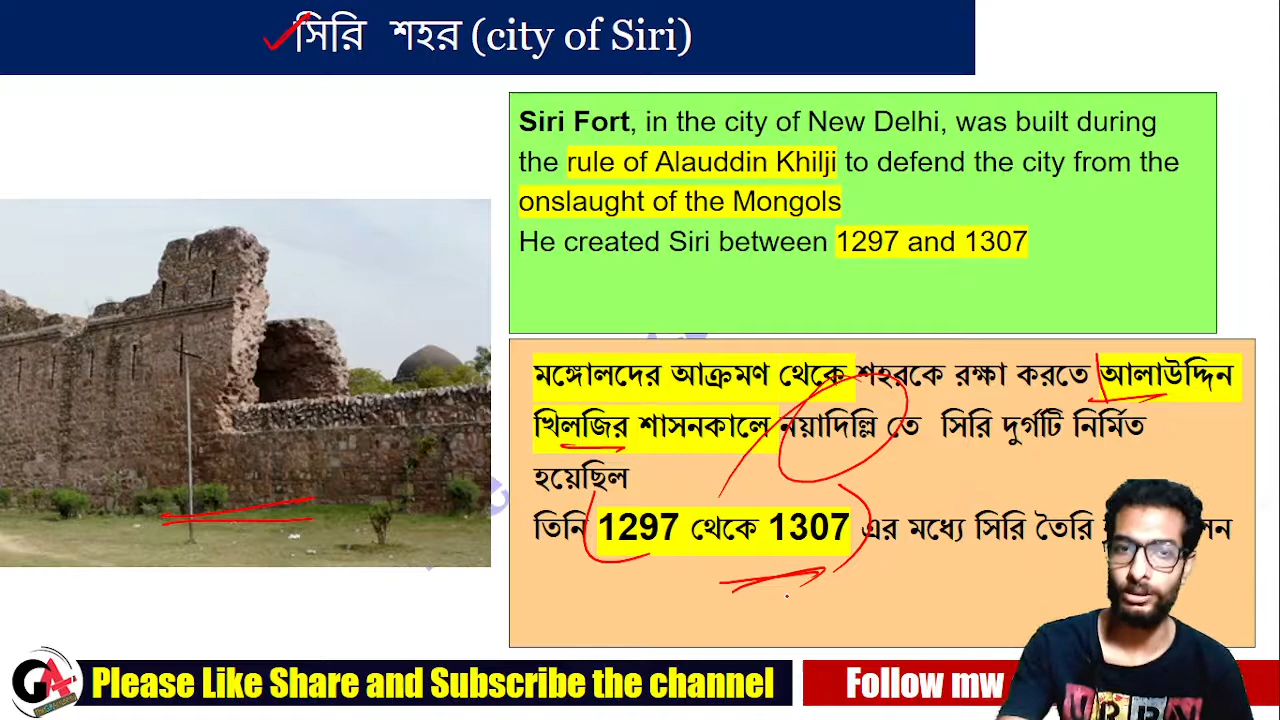 সিরি শহর (city of Siri)
Siri Fort, in the city of New Delhi, was built during
the rule of Alauddin Khilji to defend the city from the
onslaught of the Mongols
He created Siri between 1297 and 1307
মঙ্গোলদের আক্রমণ থেকে শহরকে রক্ষা করতে আলাউদ্দিন
খিলজির শাসনকালে নয়াদিল্লি তে সিরি দুর্গটি নির্মিত
হয়েছিল
তিনি 1297 থেকে 1307 এর মধ্যে সিরি তৈরি
GA
Please Like Share and Subscribe the channel
Follow mw